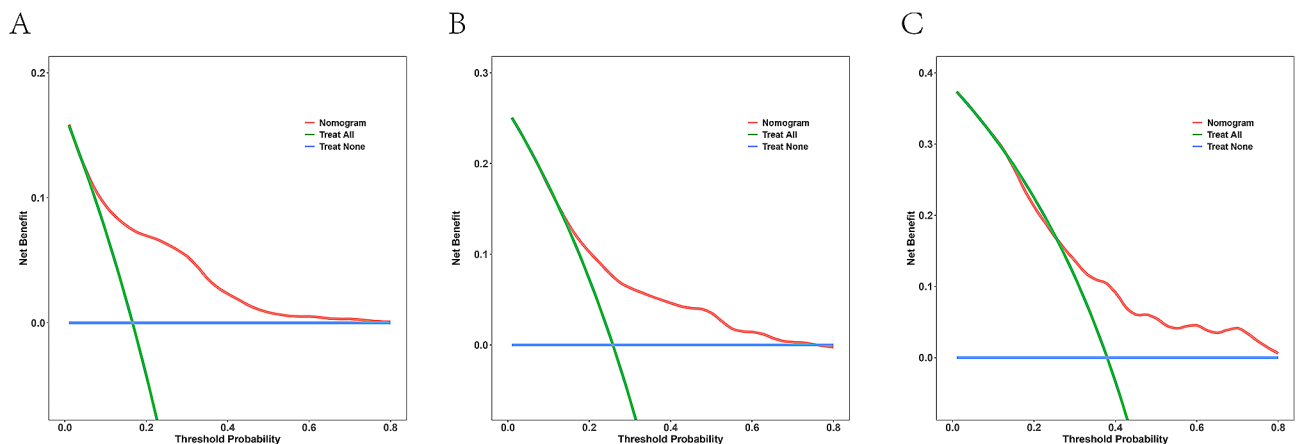 A
0.2
0.1
0.0
Net Benefit
Nomogram
Treat All
Treat None
0.0 0.2 0.4 0.6 0.8
Threshold Probability
B
0.3
0.2
0.1
0.0
Net Benefit
Nomogram
Treat All
Treat None
0.0 0.2 0.4 0.6 0.8
Threshold Probability
C
0.4
0.3
0.2
0.1
0.0
Net Benefit
Nomogram
Treat All
Treat None
0.0 0.2 0.4 0.6 0.8
Threshold Probability